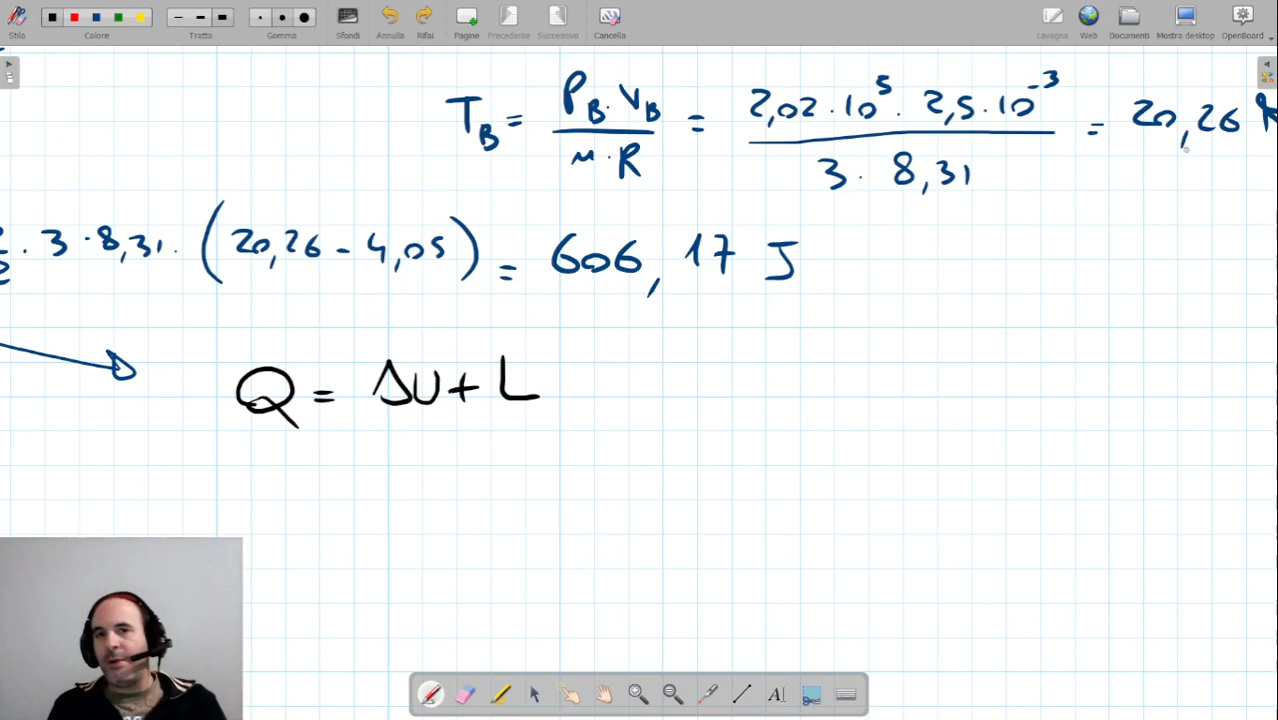 Stilo
Colore
Tratto
Gomma
Sfondi
Annulla
Rifai
Pagine
Precedente
Successivo
Cancella
Lavagna
Web
Documenti
Mostra desktop
OpenBoard
T_B = P_B · V_B / n · R = 2,02 · 10^5 · 2,5 · 10^-3 / 3 · 8,31 = 20,26 K
· 3 · 8,31 · (20,26 - 4,05) = 606,17 J
Q = ΔU + L